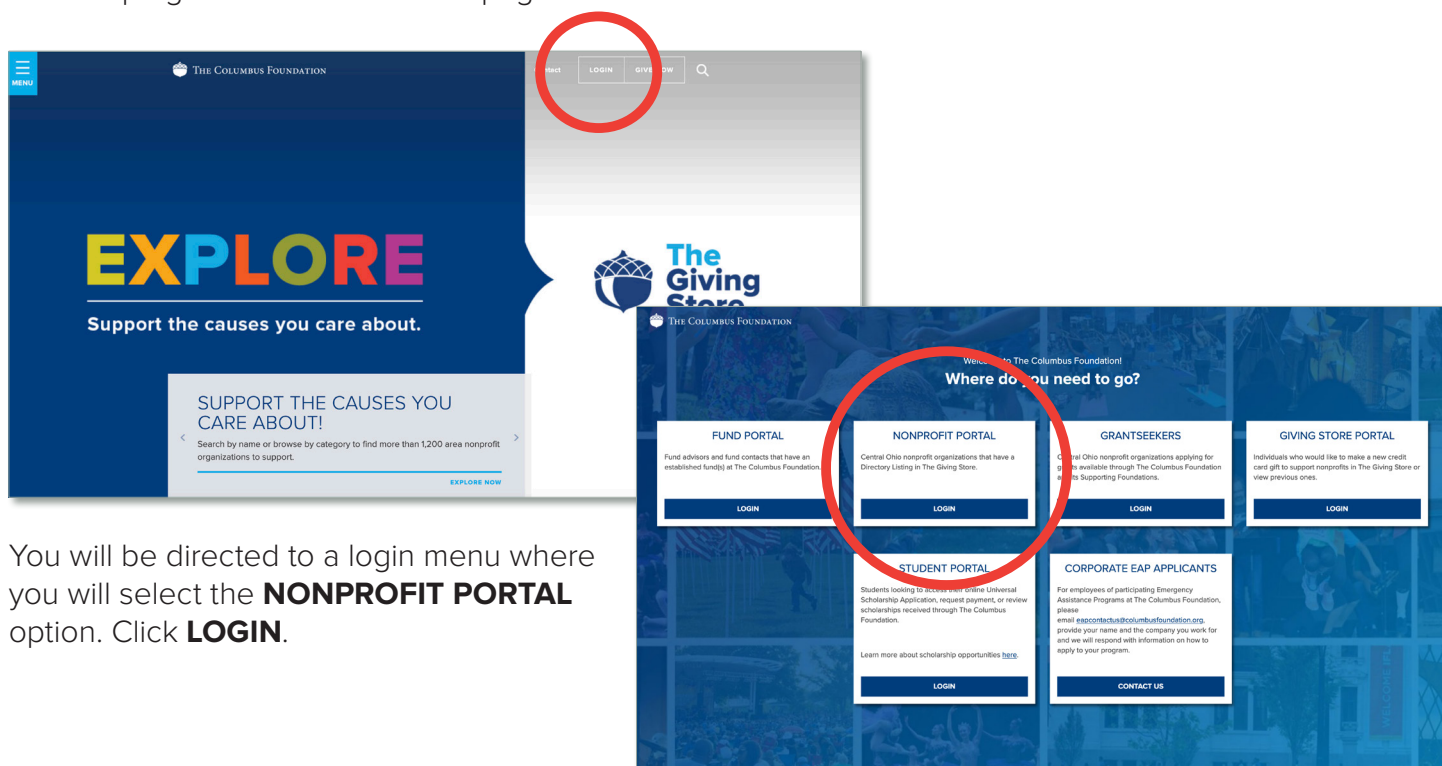 MENU
THE COLUMBUS FOUNDATION
LOGIN
GIVE NOW
EXPLORE
Support the causes you care about.
The
Giving
Store
SUPPORT THE CAUSES YOU
CARE ABOUT!
Search by name or browse by category to find more than 1,200 area nonprofit
organizations to support.
EXPLORE NOW
You will be directed to a login menu where
you will select the NONPROFIT PORTAL
option. Click LOGIN.
THE COLUMBUS FOUNDATION
Welcome to The Columbus Foundation!
Where do you need to go?
FUND PORTAL
Fund advisors and fund contacts that have an
established fund(s) at The Columbus Foundation.
LOGIN
NONPROFIT PORTAL
Central Ohio nonprofit organizations that have a
Directory Listing in The Giving Store.
LOGIN
GRANTSEEKERS
Central Ohio nonprofit organizations applying for
grants available through The Columbus Foundation
and its Supporting Foundations.
LOGIN
GIVING STORE PORTAL
Individuals who would like to make a new credit
card gift to support nonprofits in The Giving Store or
view previous ones.
LOGIN
STUDENT PORTAL
Students looking to access their online Universal
Scholarship Application, request payment, or review
scholarships received through The Columbus
Foundation.
Learn more about scholarship opportunities here.
LOGIN
CORPORATE EAP APPLICANTS
For employees of participating Emergency
Assistance Programs at The Columbus Foundation,
please
email eapcontactus@columbusfoundation.org,
provide your name and the company you work for
and we will respond with information on how to
apply to your program.
CONTACT US